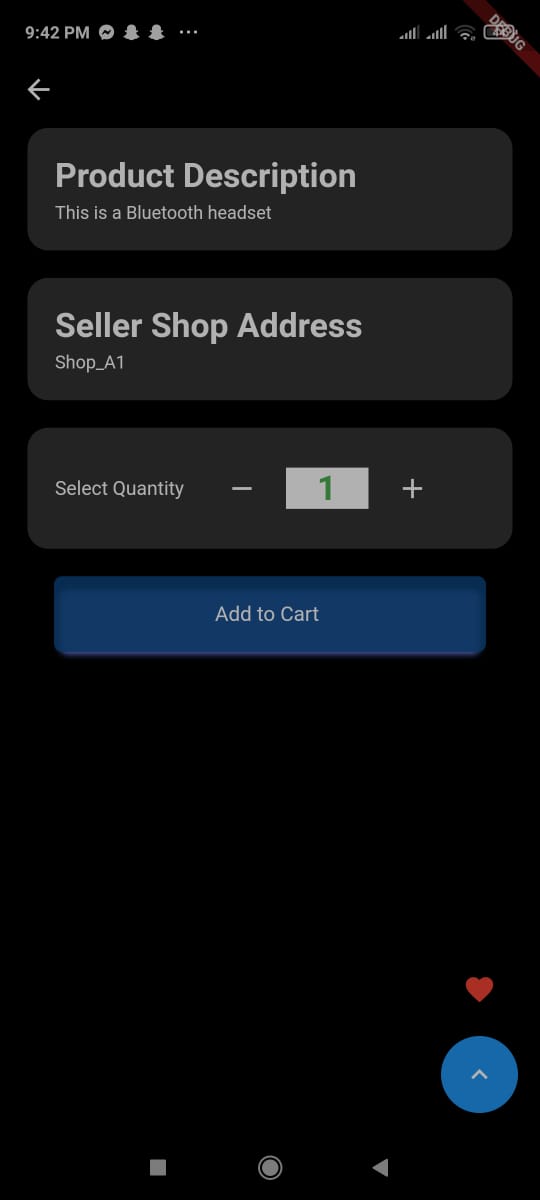 9:42 PM
DEBUG
Product Description
This is a Bluetooth headset
Seller Shop Address
Shop_A1
Select Quantity 1
Add to Cart